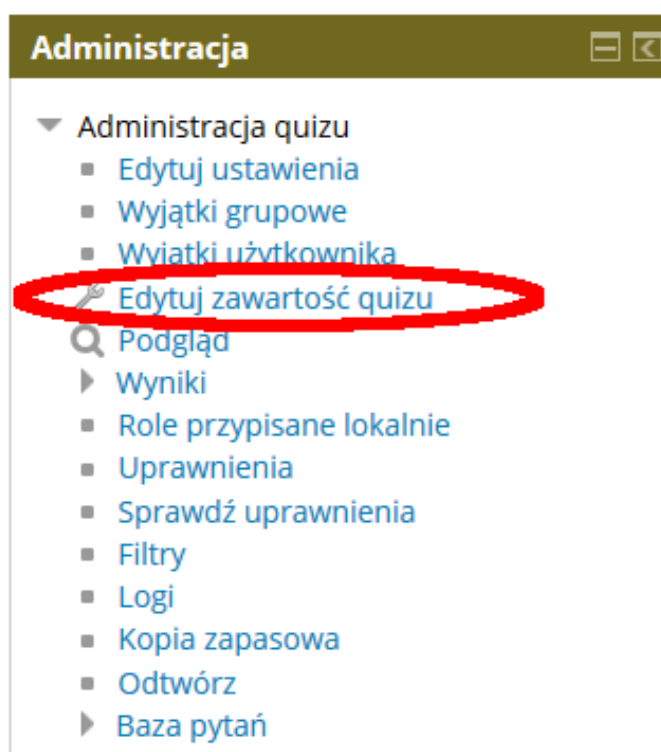 Administracja
Administracja quizu
Edytuj ustawienia
Wyjątki grupowe
Wyjątki użytkownika
Edytuj zawartość quizu
Podgląd
Wyniki
Role przypisane lokalnie
Uprawnienia
Sprawdź uprawnienia
Filtry
Logi
Kopia zapasowa
Odtwórz
Baza pytań